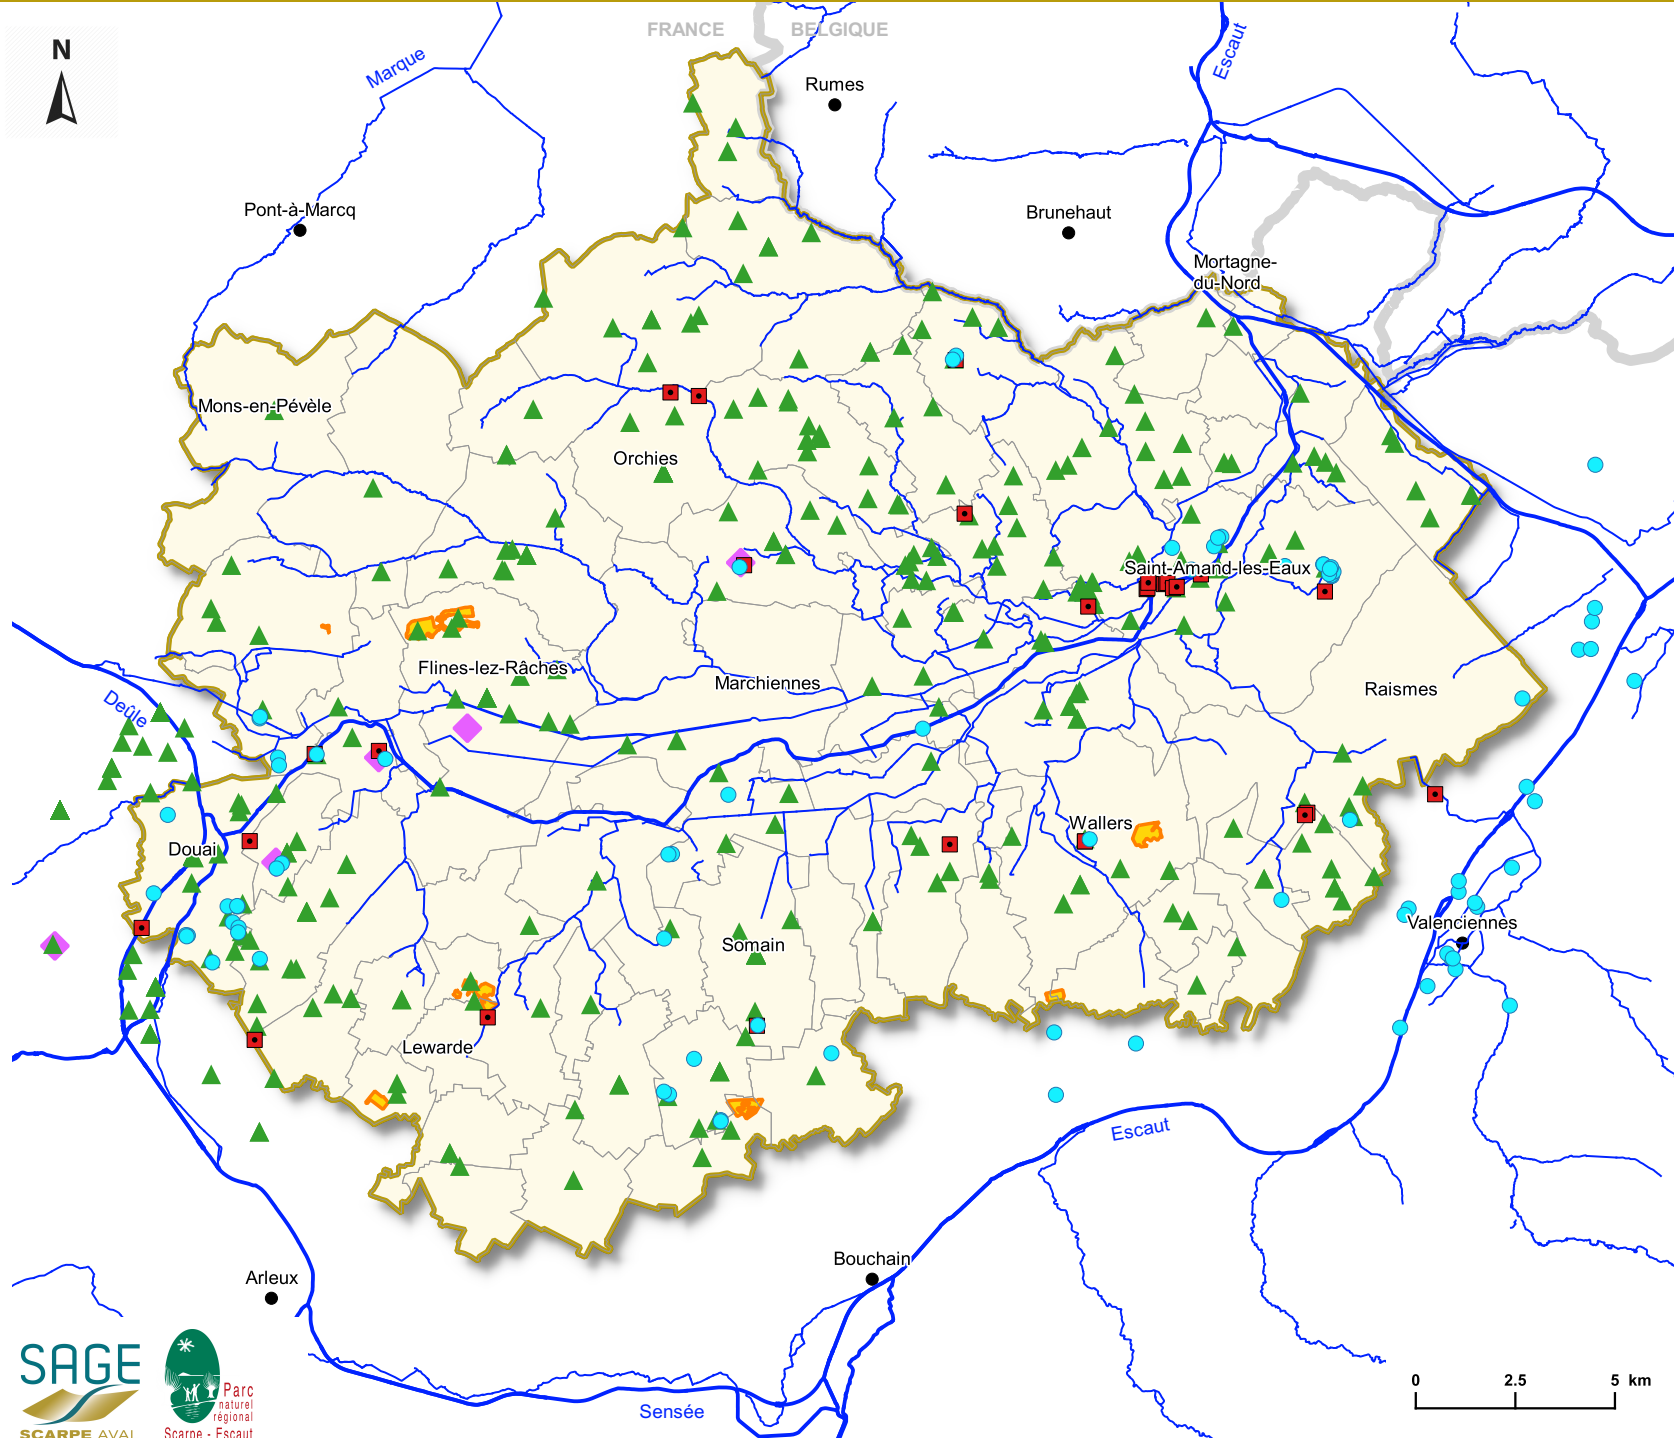 FRANCE BELGIQUE
N
Marque
Escaut
Rumes
Pont-à-Marcq
Brunehaut
Mortagne-
du-Nord
Mons-en-Pévèle
Orchies
Saint-Amand-les-Eaux
Flines-lez-Râches
Marchiennes
Raismes
Deûle
Wallers
Douai
Valenciennes
Somain
Lewarde
Escaut
Bouchain
Arleux
SAGE
SCARPE AVAL
Parc
naturel
régional
Scarpe - Escaut
Sensée
0 2.5 5 km